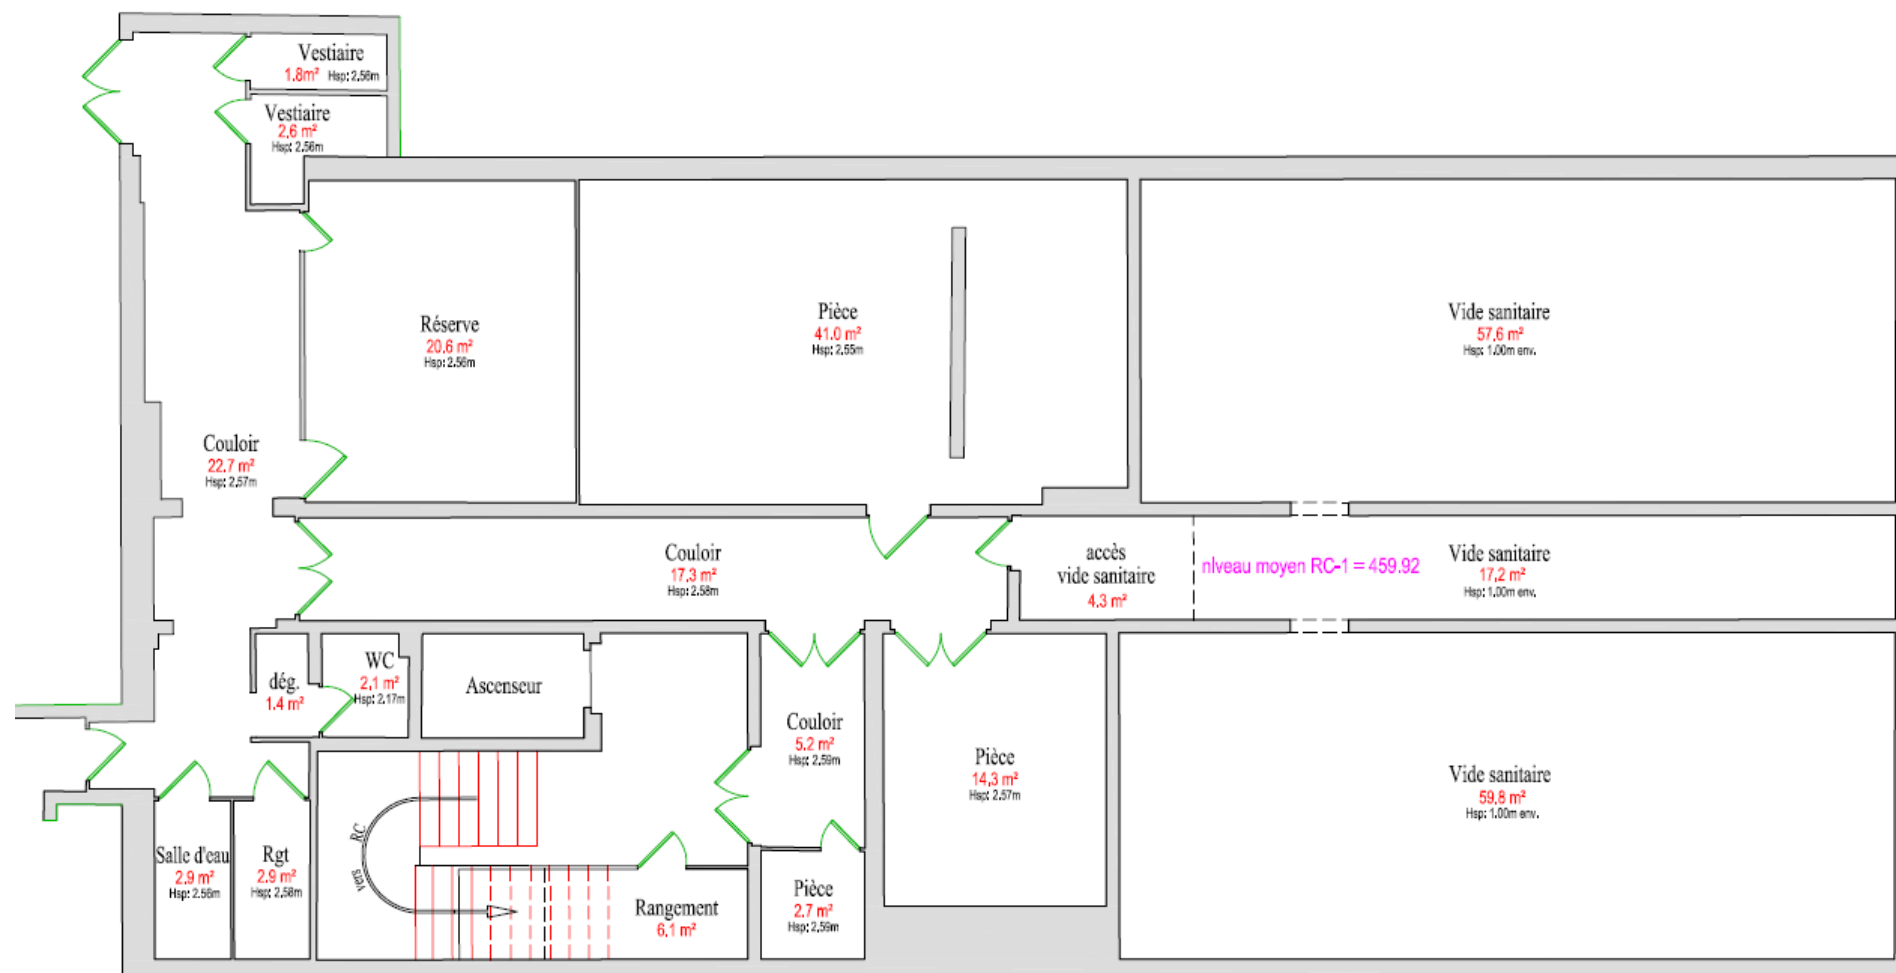 Vestiaire
1.8m² Hsp: 2.56m
Vestiaire
2.6 m²
Hsp: 2.56m
Réserve
20.6 m²
Hsp: 2.56m
Pièce
41.0 m²
Hsp: 2.55m
Vide sanitaire
57.6 m²
Hsp: 1.00m env.
Couloir
22.7 m²
Hsp: 2.57m
Couloir
17.3 m²
Hsp: 2.58m
accès
vide sanitaire
4.3 m²
niveau moyen RC-1 = 459.92
Vide sanitaire
17.2 m²
Hsp: 1.00m env.
dég.
1.4 m²
WC
2.1 m²
Hsp: 2.17m
Ascenseur
Couloir
5.2 m²
Hsp: 2.59m
Pièce
14.3 m²
Hsp: 2.57m
Vide sanitaire
59.8 m²
Hsp: 1.00m env.
Salle d'eau
2.9 m²
Hsp: 2.56m
Rgt
2.9 m²
Hsp: 2.58m
vers RC
Rangement
6.1 m²
Pièce
2.7 m²
Hsp: 2.59m